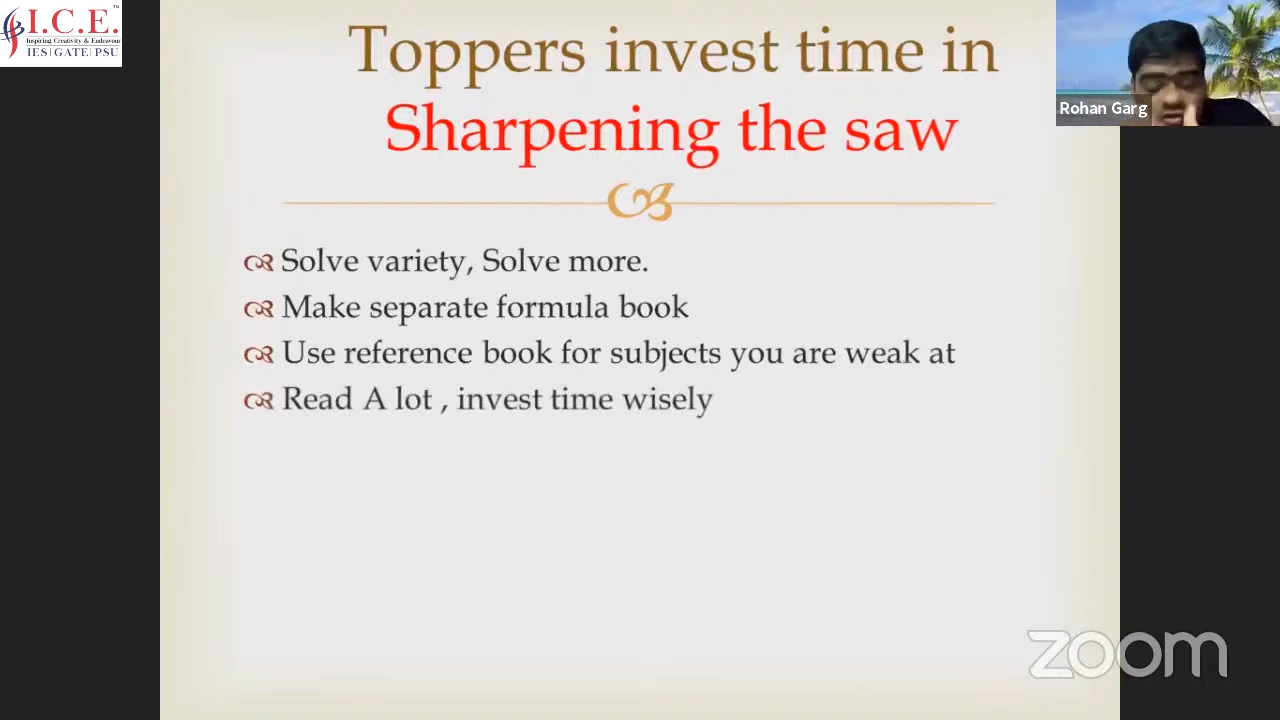 I.C.E.™
Inspiring Creativity & Endeavour
IES|GATE|PSU
Toppers invest time in
Sharpening the saw
Rohan Garg
Solve variety, Solve more.
Make separate formula book
Use reference book for subjects you are weak at
Read A lot , invest time wisely
zoom